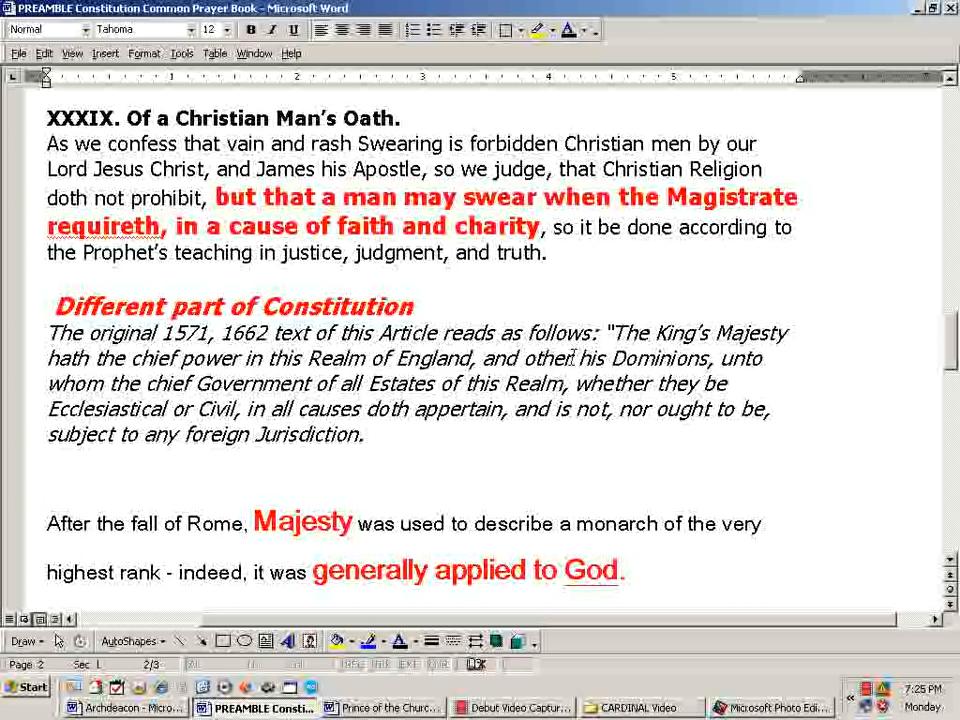 PREAMBLE Constitution Common Prayer Book - Microsoft Word
Normal Tahoma 12 B I U
File Edit View Insert Format Tools Table Window Help
1 2 3 4 5
XXXIX. Of a Christian Man's Oath.
As we confess that vain and rash Swearing is forbidden Christian men by our
Lord Jesus Christ, and James his Apostle, so we judge, that Christian Religion
doth not prohibit, but that a man may swear when the Magistrate
requireth, in a cause of faith and charity, so it be done according to
the Prophet's teaching in justice, judgment, and truth.
Different part of Constitution
The original 1571, 1662 text of this Article reads as follows: "The King's Majesty
hath the chief power in this Realm of England, and other his Dominions, unto
whom the chief Government of all Estates of this Realm, whether they be
Ecclesiastical or Civil, in all causes doth appertain, and is not, nor ought to be,
subject to any foreign Jurisdiction.
After the fall of Rome, Majesty was used to describe a monarch of the very
highest rank - indeed, it was generally applied to God.
Draw AutoShapes
Page 2 Sec 1 2/3
Start 7:25 PM
Archdeacon - Micro... PREAMBLE Consti... Prince of the Churc... Debut Video Captur... CARDINAL Video Microsoft Photo Edi... Monday